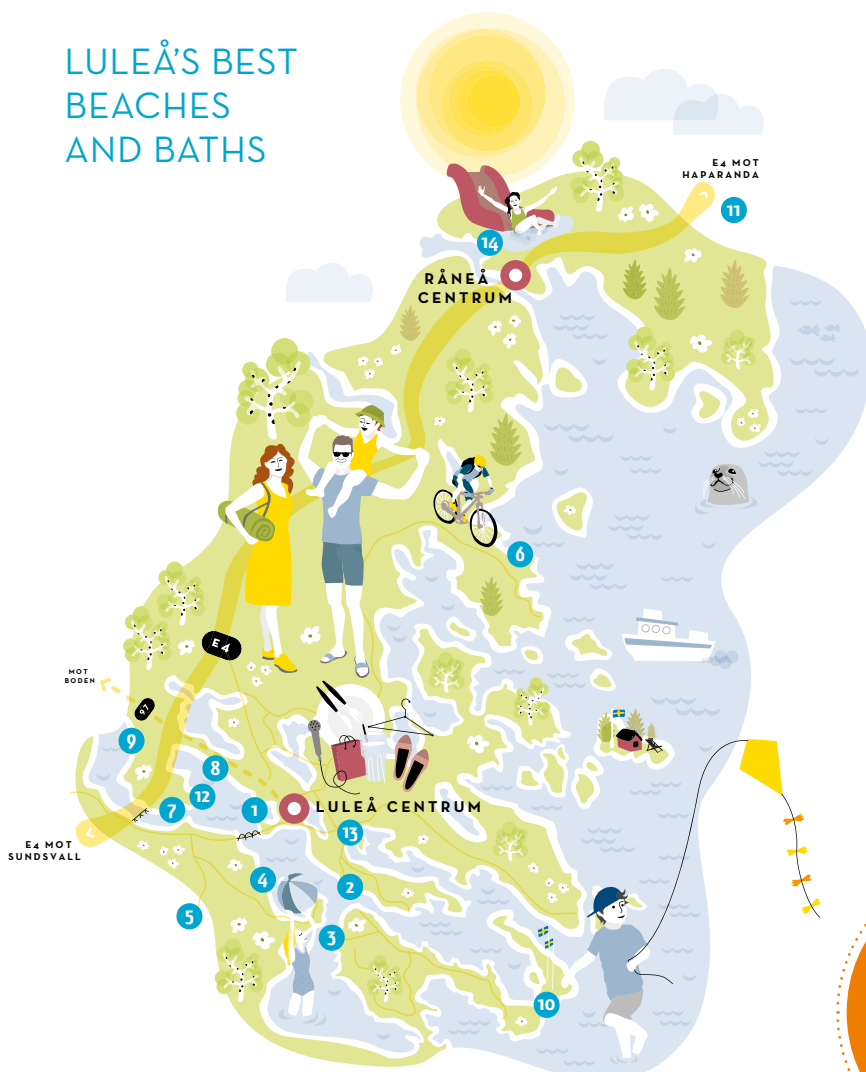 LULEÅ'S BEST
BEACHES
AND BATHS
E4 MOT
HAPARANDA
11
14
RÅNEÅ
CENTRUM
6
E4
MOT
BODEN
97
9
8
12
7
1
LULEÅ CENTRUM
13
E4 MOT
SUNDSVALL
4
2
5
3
10